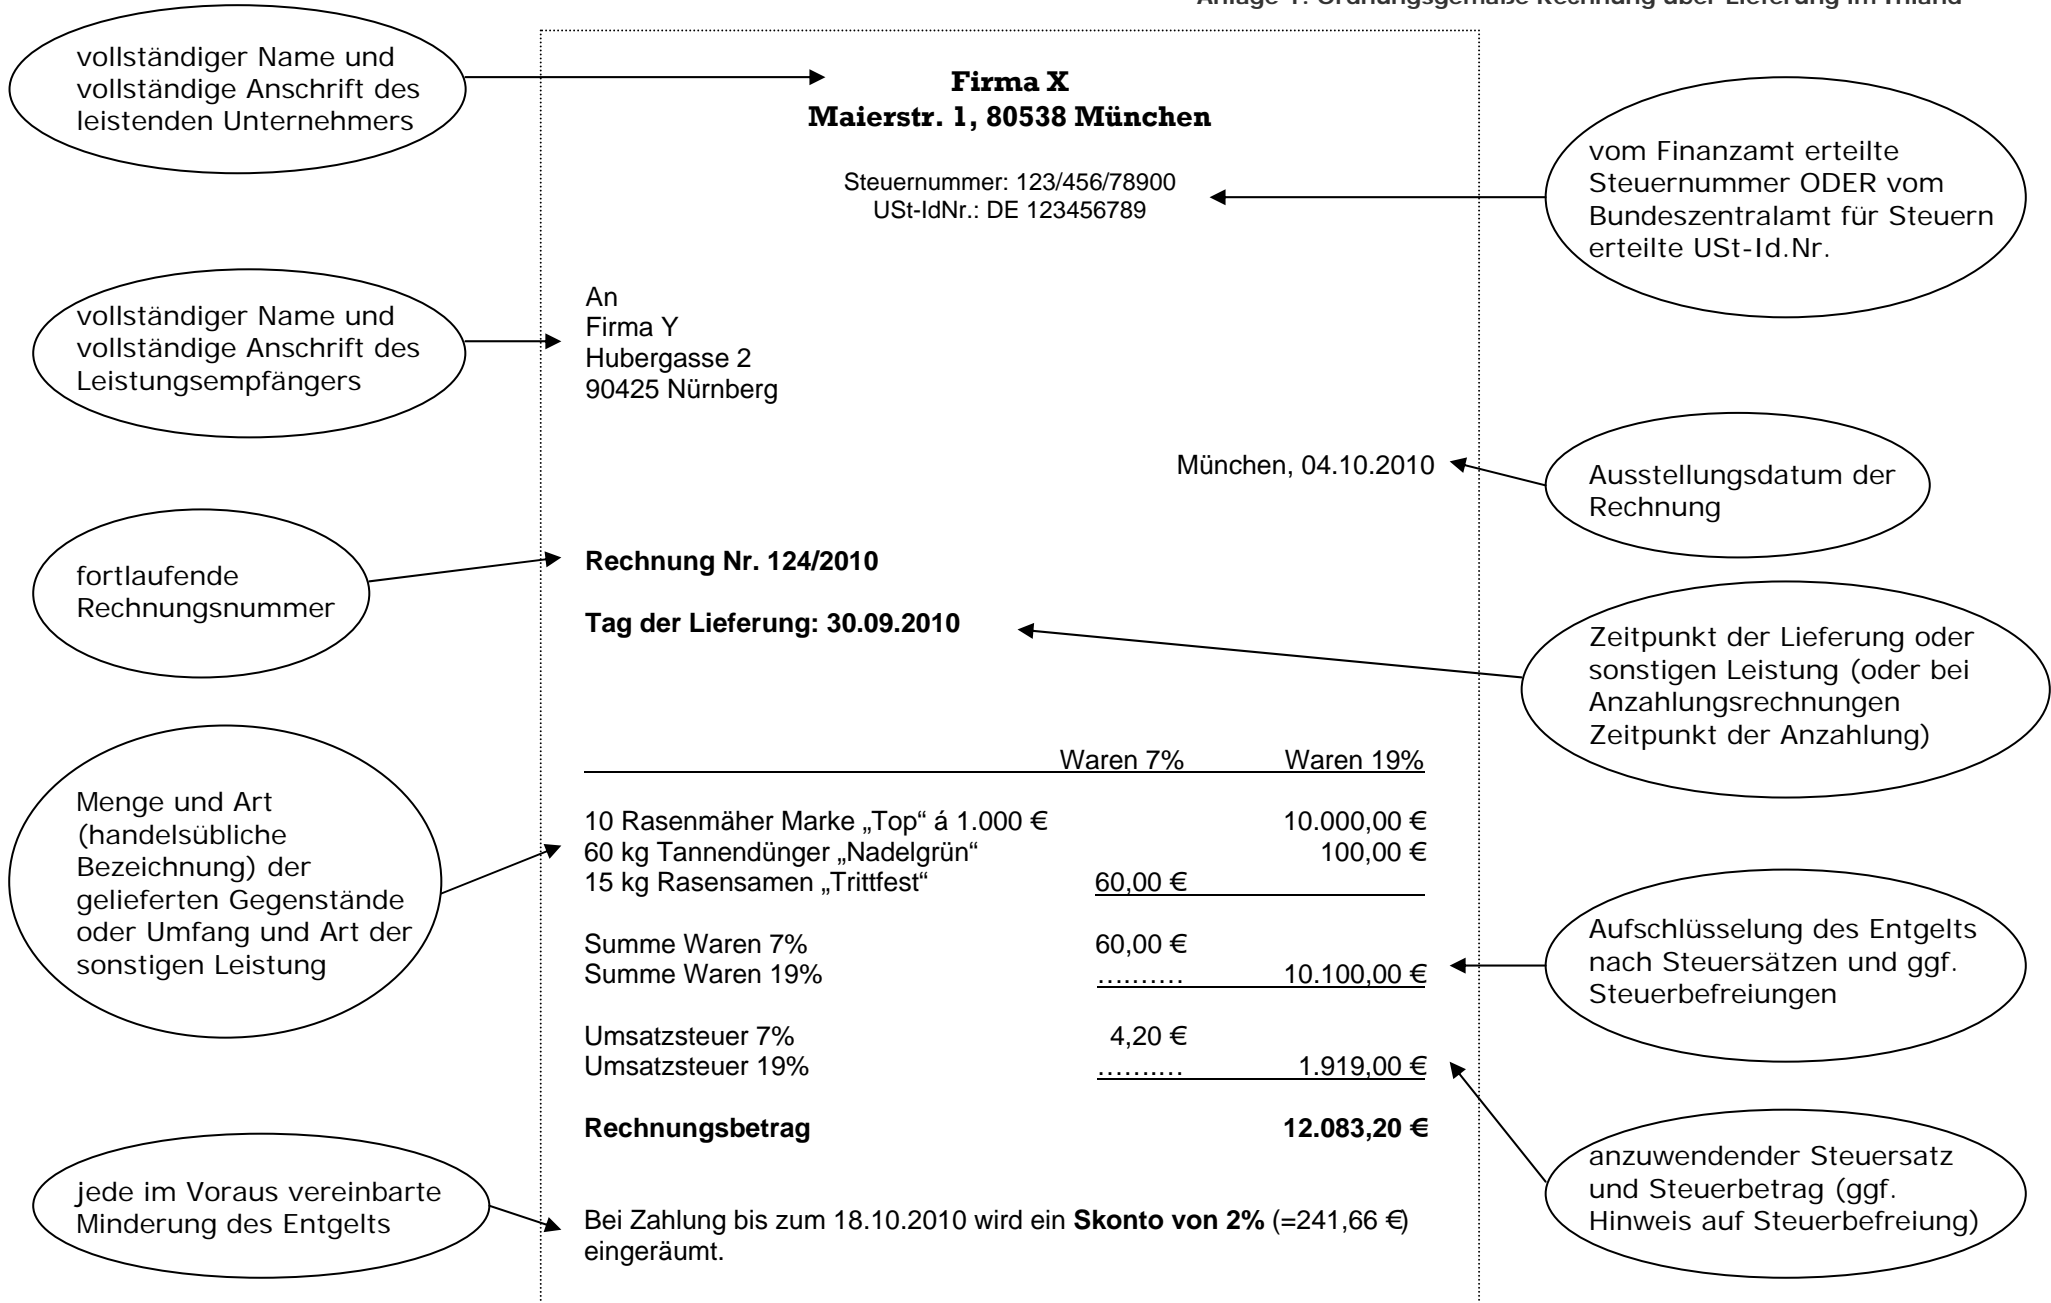 Anlage 1: Ordnungsgemäße Rechnung über Lieferung im Inland
vollständiger Name und
vollständige Anschrift des
leistenden Unternehmers
Firma X
Maierstr. 1, 80538 München
Steuernummer: 123/456/78900
USt-IdNr.: DE 123456789
vom Finanzamt erteilte
Steuernummer ODER vom
Bundeszentralamt für Steuern
erteilte USt-Id.Nr.
vollständiger Name und
vollständige Anschrift des
Leistungsempfängers
An
Firma Y
Hubergasse 2
90425 Nürnberg
München, 04.10.2010
Ausstellungsdatum der
Rechnung
fortlaufende
Rechnungsnummer
Rechnung Nr. 124/2010
Tag der Lieferung: 30.09.2010
Zeitpunkt der Lieferung oder
sonstigen Leistung (oder bei
Anzahlungsrechnungen
Zeitpunkt der Anzahlung)
Menge und Art
(handelsübliche
Bezeichnung) der
gelieferten Gegenstände
oder Umfang und Art der
sonstigen Leistung
Waren 7% Waren 19%
10 Rasenmäher Marke „Top“ á 1.000 € 10.000,00 €
60 kg Tannendünger „Nadelgrün“ 100,00 €
15 kg Rasensamen „Trittfest“ 60,00 €
Summe Waren 7% 60,00 €
Summe Waren 19% ………. 10.100,00 €
Umsatzsteuer 7% 4,20 €
Umsatzsteuer 19% ………. 1.919,00 €
Rechnungsbetrag 12.083,20 €
Aufschlüsselung des Entgelts
nach Steuersätzen und ggf.
Steuerbefreiungen
anzuwendender Steuersatz
und Steuerbetrag (ggf.
Hinweis auf Steuerbefreiung)
jede im Voraus vereinbarte
Minderung des Entgelts
Bei Zahlung bis zum 18.10.2010 wird ein Skonto von 2% (=241,66 €)
eingeräumt.